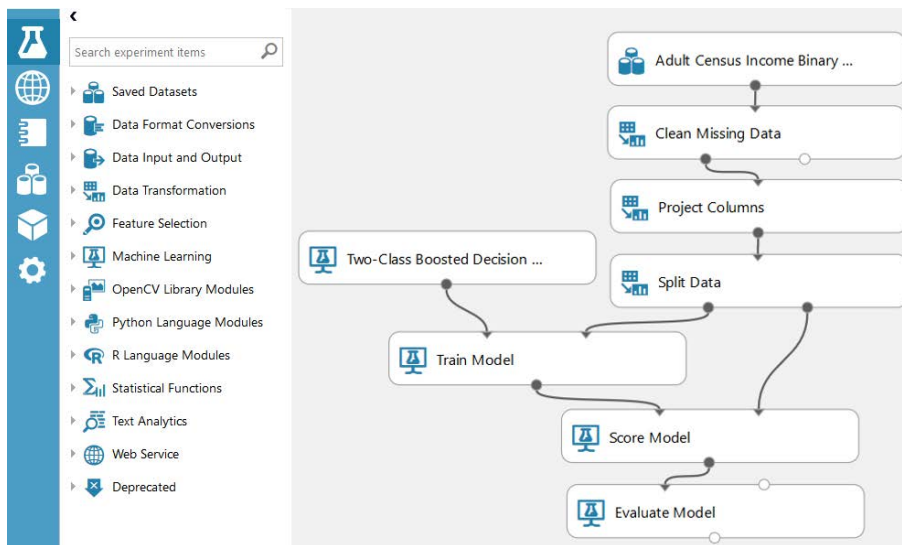 Search experiment items
Saved Datasets
Data Format Conversions
Data Input and Output
Data Transformation
Feature Selection
Machine Learning
OpenCV Library Modules
Python Language Modules
R Language Modules
Statistical Functions
Text Analytics
Web Service
Deprecated
Adult Census Income Binary ...
Clean Missing Data
Project Columns
Two-Class Boosted Decision ...
Split Data
Train Model
Score Model
Evaluate Model